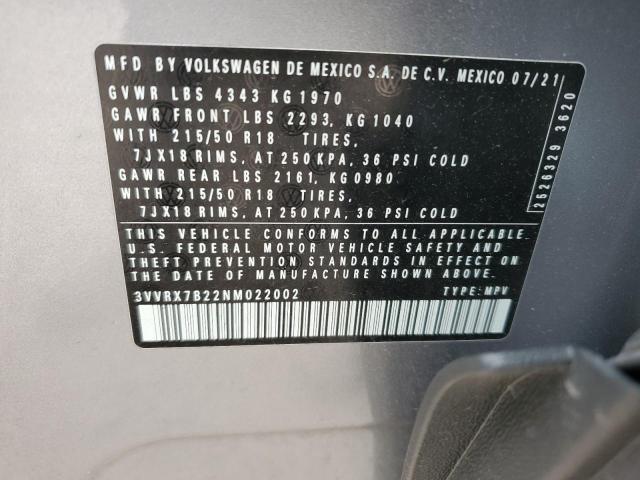 MFD BY VOLKSWAGEN DE MEXICO S.A. DE C.V. MEXICO 07/21
GVWR LBS 4343 KG 1970
GAWR FRONT LBS 2293, KG 1040
WITH 215/50 R18 TIRES,
7JX18 RIMS, AT 250 KPA, 36 PSI COLD
GAWR REAR LBS 2161, KG 0980
WITH 215/50 R18 TIRES,
7JX18 RIMS, AT 250 KPA, 36 PSI COLD
THIS VEHICLE CONFORMS TO ALL APPLICABLE
U.S. FEDERAL MOTOR VEHICLE SAFETY AND
THEFT PREVENTION STANDARDS IN EFFECT
ON THE DATE OF MANUFACTURE SHOWN ABOVE.
3VVRX7B22NM022002 TYPE: MPV
2526329 3620